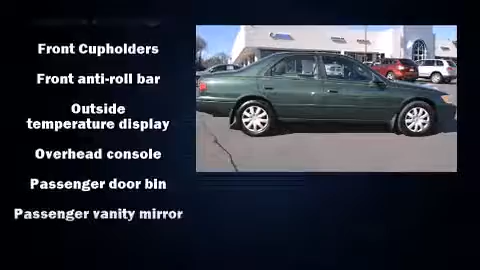 Front Cupholders
Front anti-roll bar
Outside
temperature display
Overhead console
Passenger door bin
Passenger vanity mirror